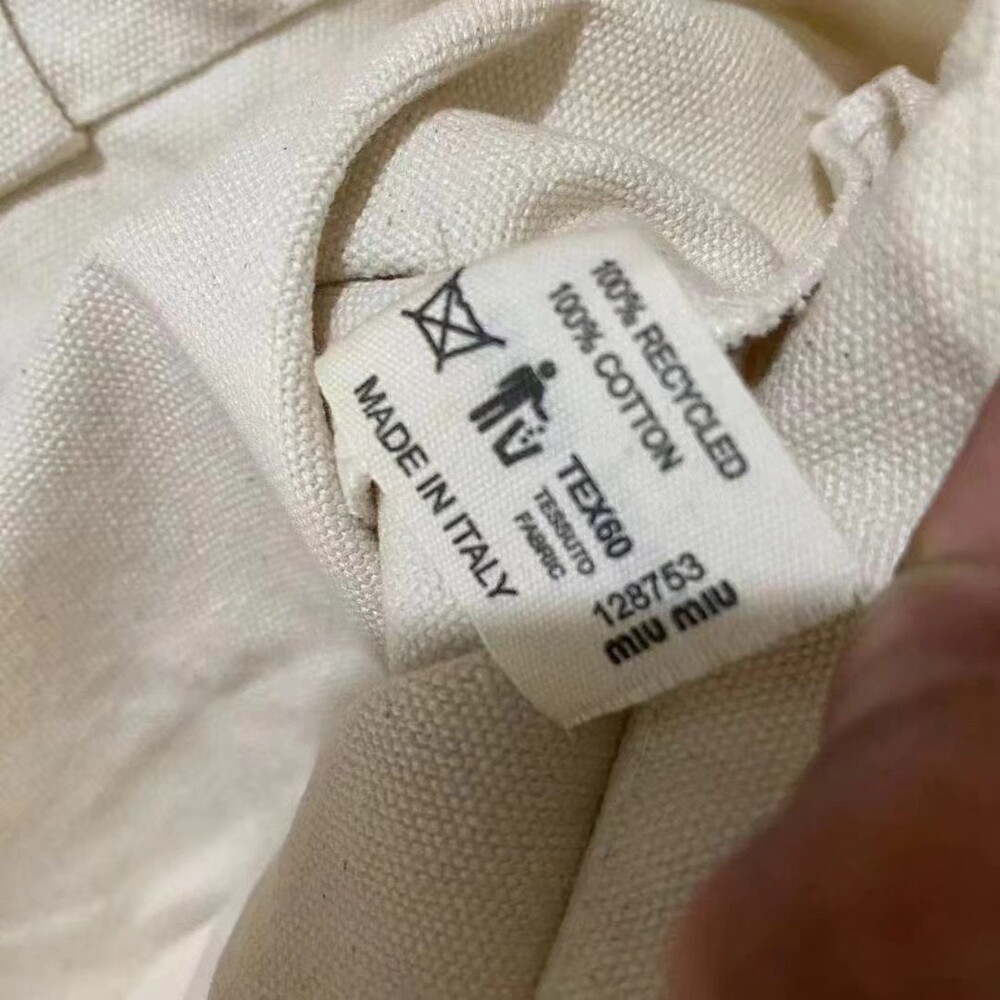 100% RECYCLED
100% COTTON
TEX60
TESSUTO
FABRIC
MADE IN ITALY
128753
miu miu